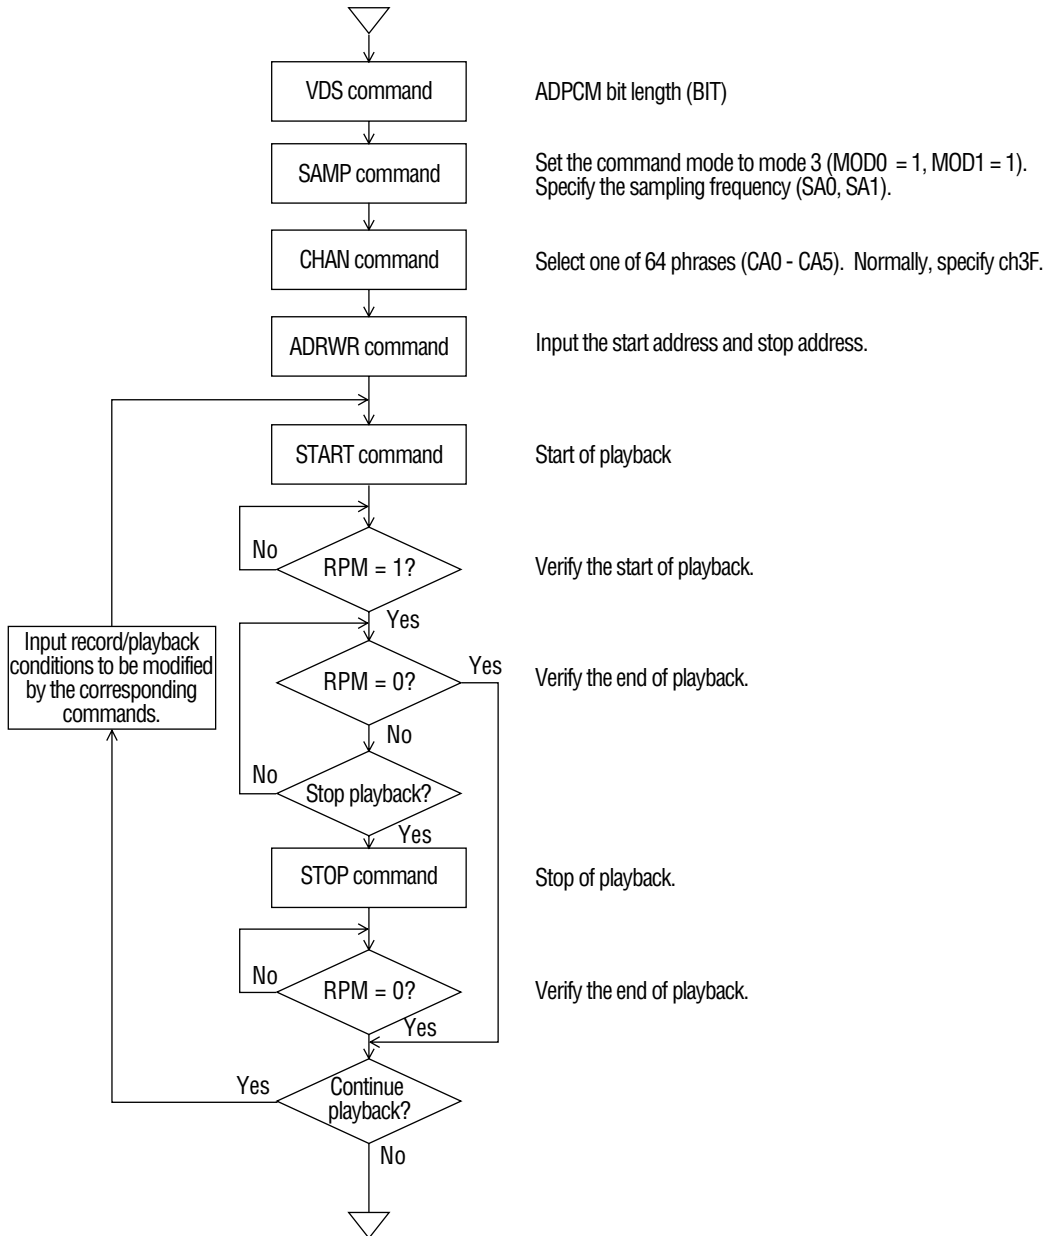 VDS command
ADPCM bit length (BIT)
SAMP command
Set the command mode to mode 3 (MOD0 = 1, MOD1 = 1).
Specify the sampling frequency (SA0, SA1).
CHAN command
Select one of 64 phrases (CA0 - CA5). Normally, specify ch3F.
ADRWR command
Input the start address and stop address.
START command
Start of playback
No
RPM = 1?
Verify the start of playback.
Yes
Input record/playback
conditions to be modified
by the corresponding
commands.
RPM = 0?
Yes
Verify the end of playback.
No
No
Stop playback?
Yes
STOP command
Stop of playback.
No
RPM = 0?
Verify the end of playback.
Yes
Yes
Continue
playback?
No